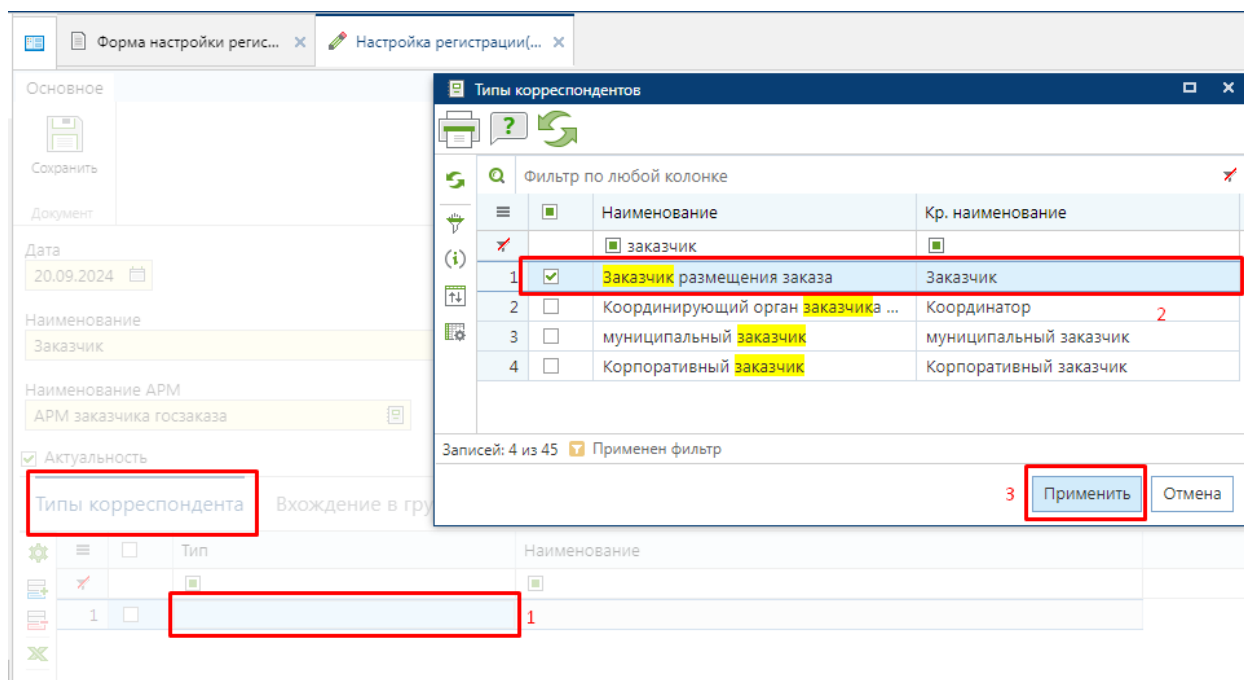 Форма настройки регис...
Настройка регистрации(...
Основное
Сохранить
Документ
Дата
20.09.2024
Наименование
Заказчик
Наименование АРМ
АРМ заказчика госзаказа
Актуальность
Типы корреспондента
Вхождение в гру
Тип
Наименование
1
1
Типы корреспондентов
?
Фильтр по любой колонке
Наименование
Кр. наименование
заказчик
1 Заказчик размещения заказа Заказчик
2 Координирующий орган заказчика ... Координатор
2
3 муниципальный заказчик муниципальный заказчик
4 Корпоративный заказчик Корпоративный заказчик
Записей: 4 из 45 Применен фильтр
3
Применить
Отмена